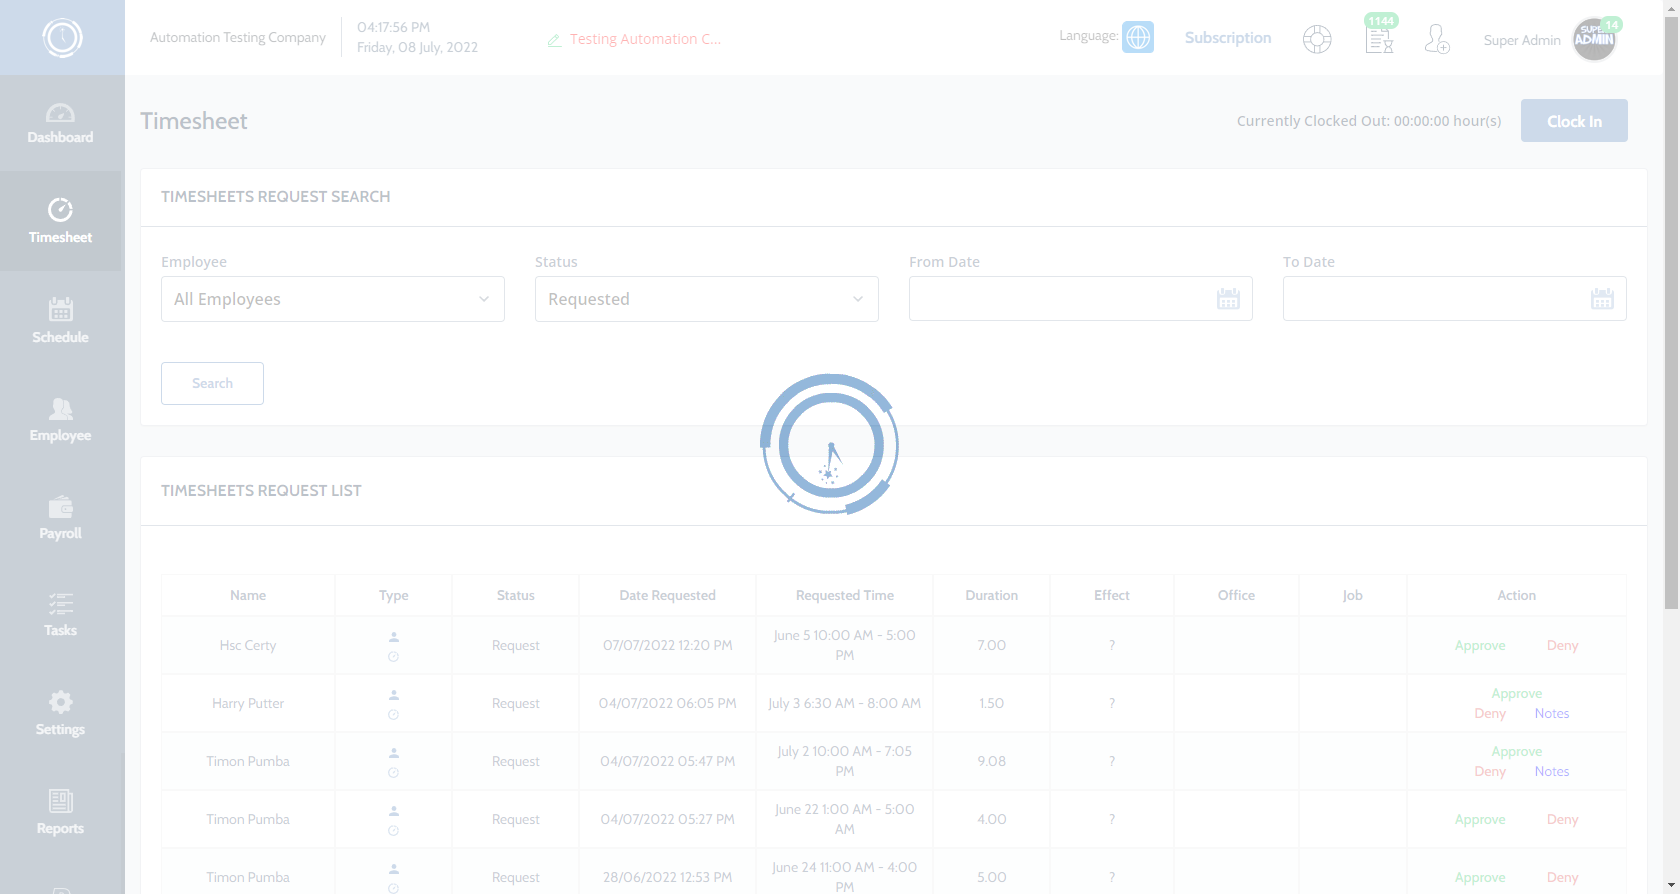 Automation Testing Company
04:17:56 PM
Friday, 08 July, 2022
Testing Automation C...
Language:
Subscription
1144
Super Admin
14
SUPER
ADMIN
Dashboard
Timesheet
Schedule
Employee
Payroll
Tasks
Settings
Reports
Timesheet
Currently Clocked Out: 00:00:00 hour(s)
Clock In
TIMESHEETS REQUEST SEARCH
Employee
Status
From Date
To Date
All Employees
Requested
Search
TIMESHEETS REQUEST LIST
Name Type Status Date Requested Requested Time Duration Effect Office Job Action
Hsc Certy Request 07/07/2022 12:20 PM June 5 10:00 AM - 5:00 PM 7.00 ? Approve Deny
Harry Putter Request 04/07/2022 06:05 PM July 3 6:30 AM - 8:00 AM 1.50 ? Approve Deny Notes
Timon Pumba Request 04/07/2022 05:47 PM July 2 10:00 AM - 7:05 PM 9.08 ? Approve Deny Notes
Timon Pumba Request 04/07/2022 05:27 PM June 22 1:00 AM - 5:00 AM 4.00 ? Approve Deny
Timon Pumba Request 28/06/2022 12:53 PM June 24 11:00 AM - 4:00 PM 5.00 ? Approve Deny